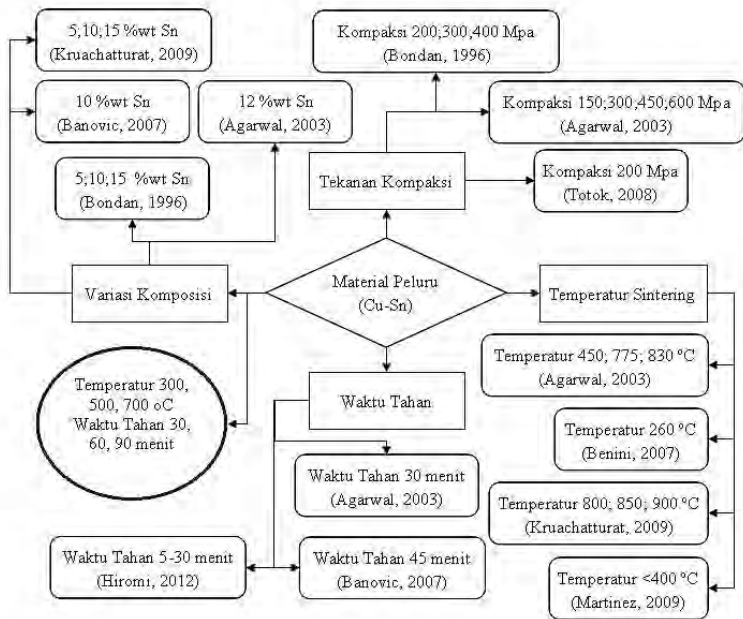 5;10;15 %wt Sn
(Kruachatturat, 2009)
Kompaksi 200;300;400 Mpa
(Bondan, 1996)
10 %wt Sn
(Banovic, 2007)
12 %wt Sn
(Agarwal, 2003)
Kompaksi 150;300;450;600 Mpa
(Agarwal, 2003)
5;10;15 %wt Sn
(Bondan, 1996)
Tekanan Kompaksi
Kompaksi 200 Mpa
(Totok, 2008)
Variasi Komposisi
Material Peluru
(Cu-Sn)
Temperatur Sintering
Temperatur 300,
500, 700 oC
Waktu Tahan 30,
60, 90 menit
Waktu Tahan
Temperatur 450; 775; 830 ºC
(Agarwal, 2003)
Temperatur 260 ºC
(Benini, 2007)
Waktu Tahan 30 menit
(Agarwal, 2003)
Temperatur 800; 850; 900 ºC
(Kruachatturat, 2009)
Waktu Tahan 5-30 menit
(Hiromi, 2012)
Waktu Tahan 45 menit
(Banovic, 2007)
Temperatur <400 ºC
(Martinez, 2009)